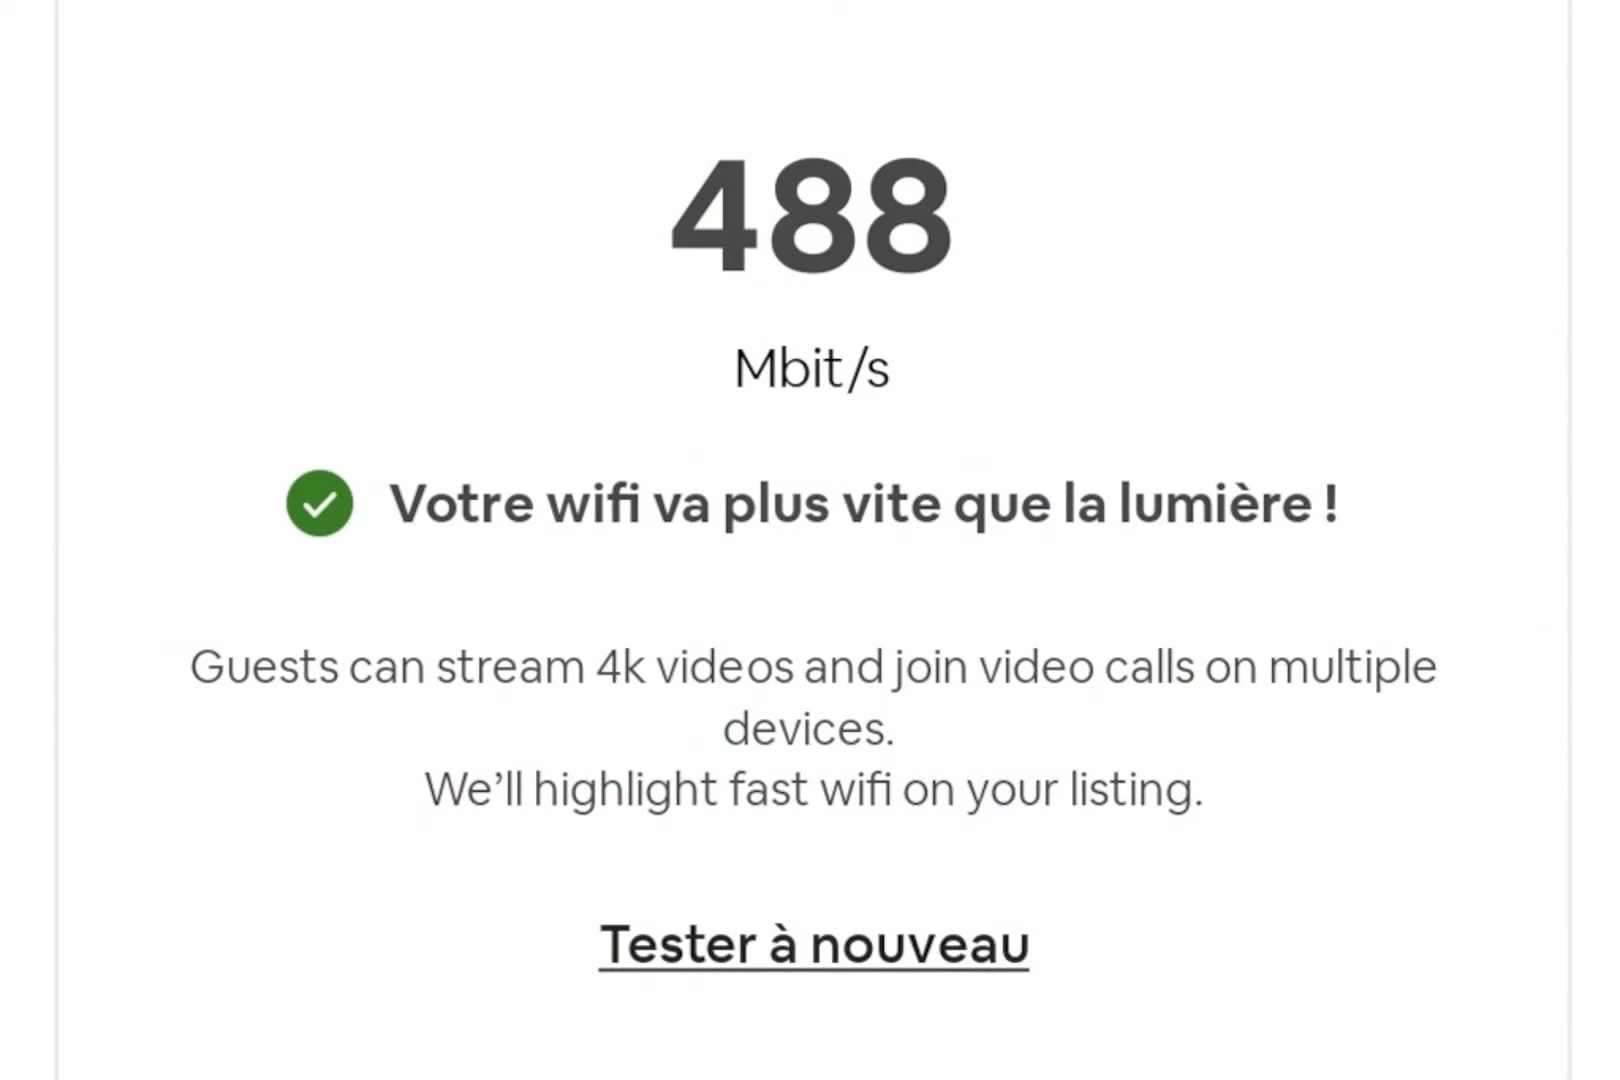 488
Mbit/s
Votre wifi va plus vite que la lumière !
Guests can stream 4k videos and join video calls on multiple
devices.
We’ll highlight fast wifi on your listing.
Tester à nouveau